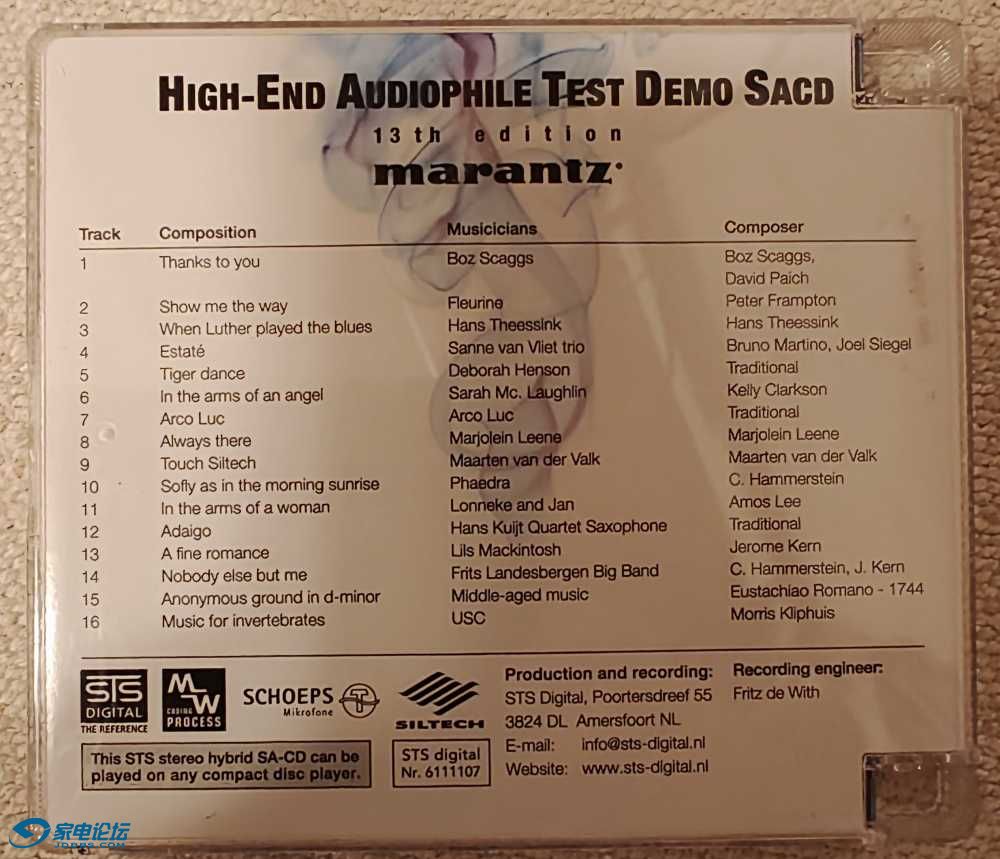 HIGH-END AUDIOPHILE TEST DEMO SACD
13th edition
marantz
Track Composition Musicicians Composer
1 Thanks to you Boz Scaggs Boz Scaggs,
David Paich
2 Show me the way Fleurine Peter Frampton
3 When Luther played the blues Hans Theessink Hans Theessink
4 Estaté Sanne van Vliet trio Bruno Martino, Joel Siegel
5 Tiger dance Deborah Henson Traditional
6 In the arms of an angel Sarah Mc. Laughlin Kelly Clarkson
7 Arco Luc Arco Luc Traditional
8 Always there Marjolein Leene Marjolein Leene
9 Touch Siltech Maarten van der Valk Maarten van der Valk
10 Sofly as in the morning sunrise Phaedra C. Hammerstein
11 In the arms of a woman Lonneke and Jan Amos Lee
12 Adaigo Hans Kuijt Quartet Saxophone Traditional
13 A fine romance Lils Mackintosh Jerome Kern
14 Nobody else but me Frits Landesbergen Big Band C. Hammerstein, J. Kern
15 Anonymous ground in d-minor Middle-aged music Eustachiao Romano - 1744
16 Music for invertebrates USC Morris Kliphuis
STS
DIGITAL
THE REFERENCE
MW
CODING
PROCESS
SCHOEPS
Mikrofone
SILTECH
This STS stereo hybrid SA-CD can be
played on any compact disc player.
STS digital
Nr. 6111107
Production and recording:
STS Digital, Poortersdreef 55
3824 DL Amersfoort NL
E-mail: info@sts-digital.nl
Website: www.sts-digital.nl
Recording engineer:
Fritz de With
家电论坛
JDBBS.COM